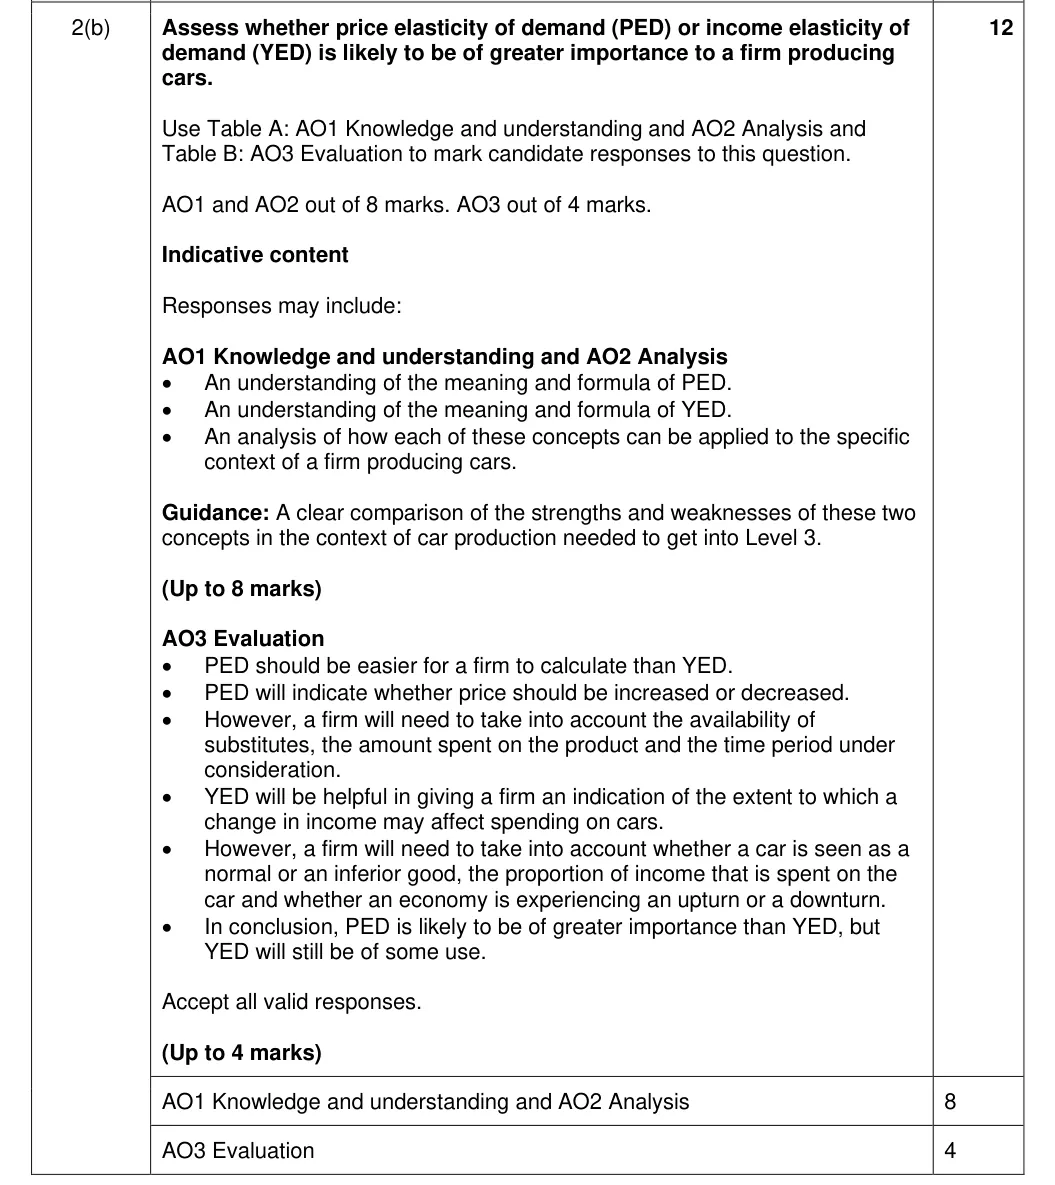 2(b)
Assess whether price elasticity of demand (PED) or income elasticity of
12
demand (YED) is likely to be of greater importance to a firm producing
cars.
Use Table A: AO1 Knowledge and understanding and AO2 Analysis and
Table B: AO3 Evaluation to mark candidate responses to this question.
AO1 and AO2 out of 8 marks. AO3 out of 4 marks.
Indicative content
Responses may include:
AO1 Knowledge and understanding and AO2 Analysis
• An understanding of the meaning and formula of PED.
• An understanding of the meaning and formula of YED.
• An analysis of how each of these concepts can be applied to the specific
context of a firm producing cars.
Guidance: A clear comparison of the strengths and weaknesses of these two
concepts in the context of car production needed to get into Level 3.
(Up to 8 marks)
AO3 Evaluation
• PED should be easier for a firm to calculate than YED.
• PED will indicate whether price should be increased or decreased.
• However, a firm will need to take into account the availability of
substitutes, the amount spent on the product and the time period under
consideration.
• YED will be helpful in giving a firm an indication of the extent to which a
change in income may affect spending on cars.
• However, a firm will need to take into account whether a car is seen as a
normal or an inferior good, the proportion of income that is spent on the
car and whether an economy is experiencing an upturn or a downturn.
• In conclusion, PED is likely to be of greater importance than YED, but
YED will still be of some use.
Accept all valid responses.
(Up to 4 marks)
AO1 Knowledge and understanding and AO2 Analysis
8
AO3 Evaluation
4